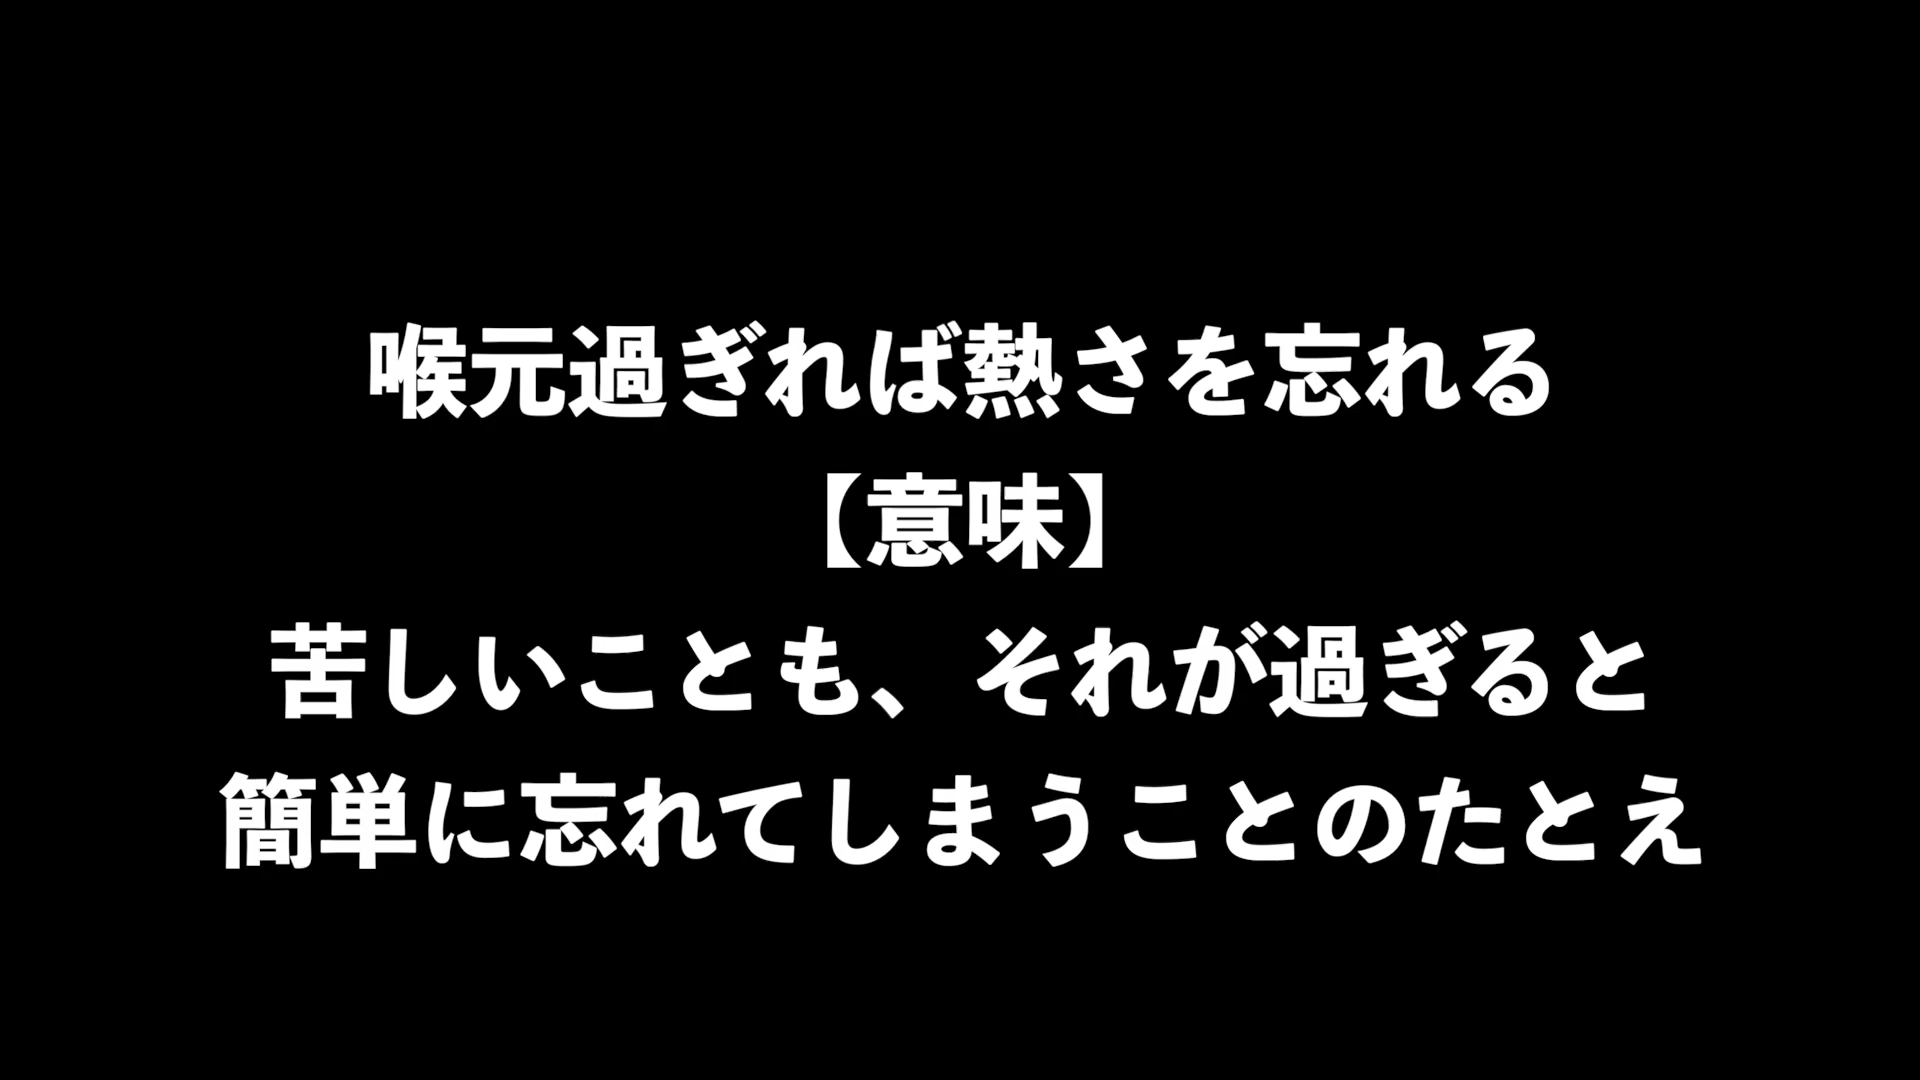 喉元過ぎれば熱さを忘れる
【意味】
苦しいことも、それが過ぎると
簡単に忘れてしまうことのたとえ